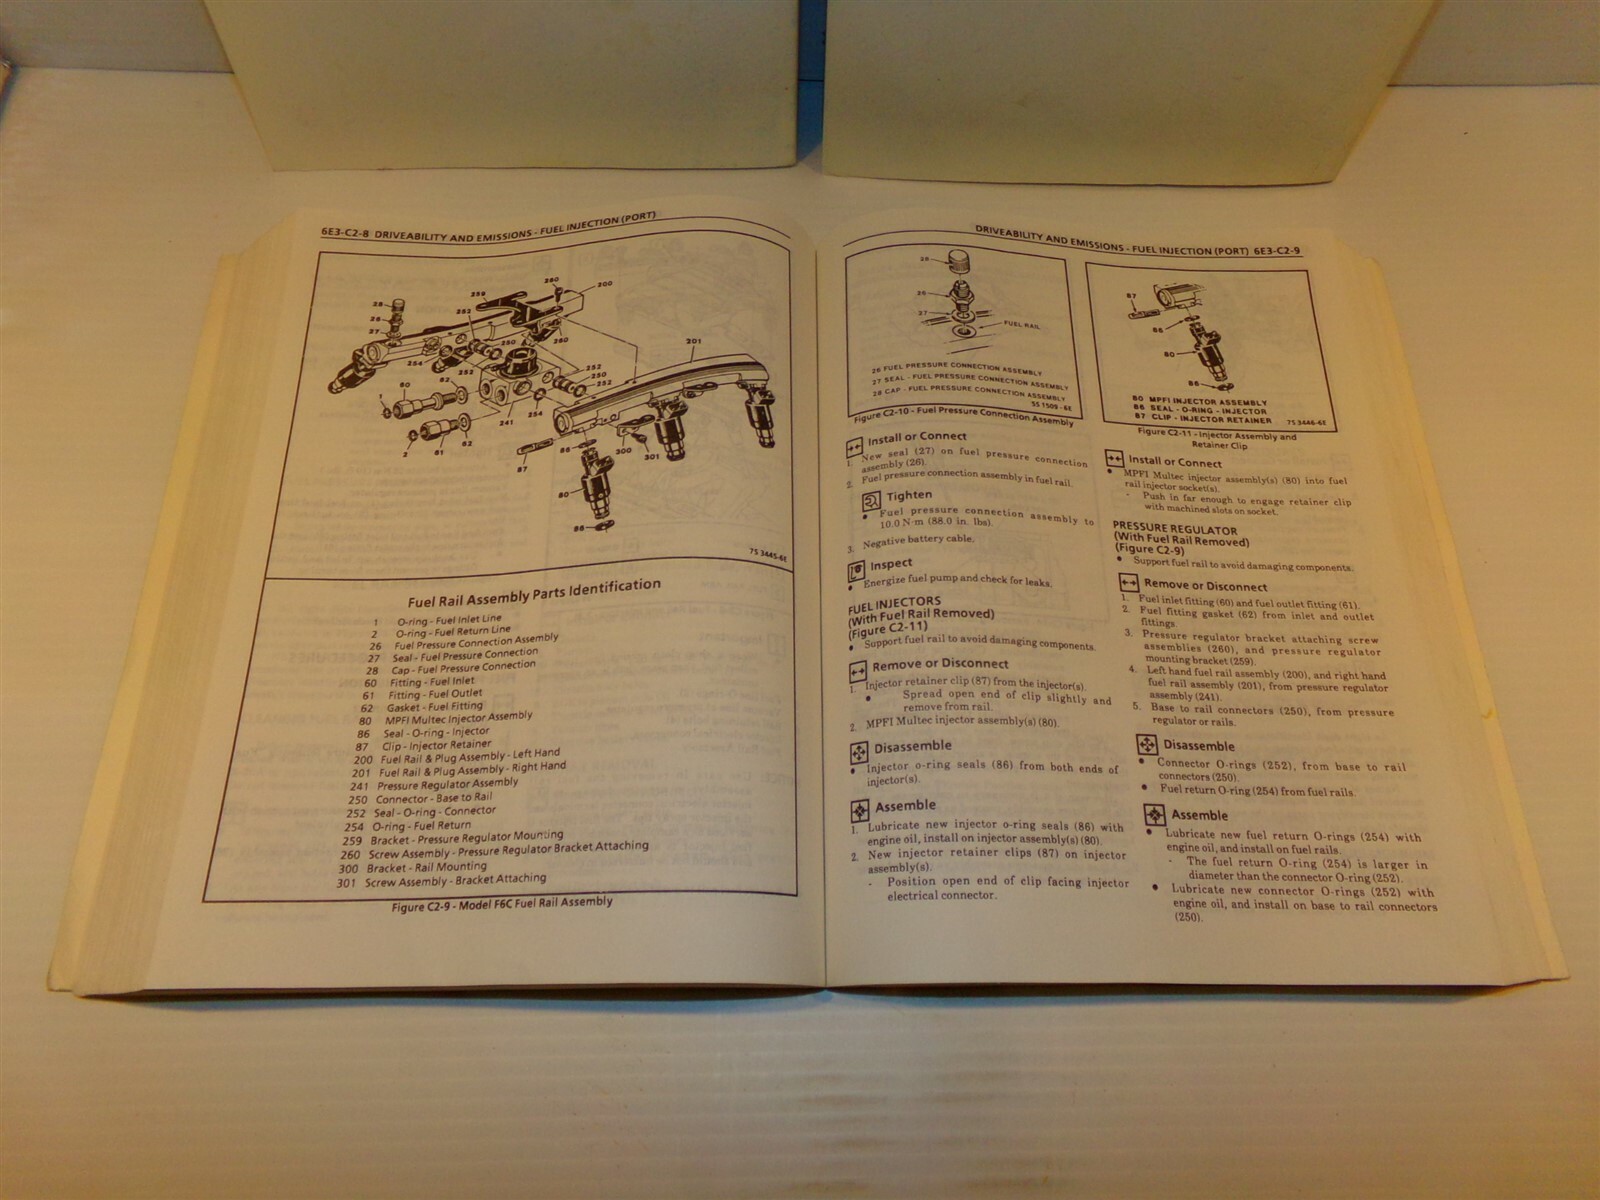 6E3-C2-8 DRIVEABILITY AND EMISSIONS - FUEL INJECTION (PORT)
28
26
27
259
252
260
200
250
260
254
252
62
60
1
241
254
252
250
252
201
2
61
62
87
86
300
301
80
86
7S 3445-6E
Fuel Rail Assembly Parts Identification
1 O-ring - Fuel Inlet Line
2 O-ring - Fuel Return Line
26 Fuel Pressure Connection Assembly
27 Seal - Fuel Pressure Connection
28 Cap - Fuel Pressure Connection
60 Fitting - Fuel Inlet
61 Fitting - Fuel Outlet
62 Gasket - Fuel Fitting
80 MPFI Multec Injector Assembly
86 Seal - O-ring - Injector
87 Clip - Injector Retainer
200 Fuel Rail & Plug Assembly - Left Hand
201 Fuel Rail & Plug Assembly - Right Hand
241 Pressure Regulator Assembly
250 Connector - Base to Rail
252 Seal - O-ring - Connector
254 O-ring - Fuel Return
259 Bracket - Pressure Regulator Mounting
260 Screw Assembly - Pressure Regulator Bracket Attaching
300 Bracket - Rail Mounting
301 Screw Assembly - Bracket Attaching
Figure C2-9 - Model F6C Fuel Rail Assembly
DRIVEABILITY AND EMISSIONS - FUEL INJECTION (PORT) 6E3-C2-9
28
26
27
FUEL RAIL
26 FUEL PRESSURE CONNECTION ASSEMBLY
27 SEAL - FUEL PRESSURE CONNECTION ASSEMBLY
28 CAP - FUEL PRESSURE CONNECTION ASSEMBLY
5S 1509-6E
Figure C2-10 - Fuel Pressure Connection Assembly
Install or Connect
1. New seal (27) on fuel pressure connection
assembly (26).
2. Fuel pressure connection assembly in fuel rail.
Tighten
• Fuel pressure connection assembly to
10.0 N·m (88.0 in. lbs).
3. Negative battery cable.
Inspect
• Energize fuel pump and check for leaks.
FUEL INJECTORS
(With Fuel Rail Removed)
(Figure C2-11)
• Support fuel rail to avoid damaging components.
Remove or Disconnect
1. Injector retainer clip (87) from the injector(s).
• Spread open end of clip slightly and
remove from rail.
2. MPFI Multec injector assembly(s) (80).
Disassemble
• Injector o-ring seals (86) from both ends of
injector(s).
Assemble
1. Lubricate new injector o-ring seals (86) with
engine oil, install on injector assembly(s) (80).
2. New injector retainer clips (87) on injector
assembly(s).
- Position open end of clip facing injector
electrical connector.
87
86
80
86
80 MPFI INJECTOR ASSEMBLY
86 SEAL - O-RING - INJECTOR
87 CLIP - INJECTOR RETAINER
7S 3446-6E
Figure C2-11 - Injector Assembly and
Retainer Clip
Install or Connect
• MPFI Multec injector assembly(s) (80) into fuel
rail injector socket(s).
- Push in far enough to engage retainer clip
with machined slots on socket.
PRESSURE REGULATOR
(With Fuel Rail Removed)
(Figure C2-9)
• Support fuel rail to avoid damaging components.
Remove or Disconnect
1. Fuel inlet fitting (60) and fuel outlet fitting (61).
2. Fuel fitting gasket (62) from inlet and outlet
fittings.
3. Pressure regulator bracket attaching screw
assemblies (260), and pressure regulator
mounting bracket (259).
4. Left hand fuel rail assembly (200), and right hand
fuel rail assembly (201), from pressure regulator
assembly (241).
5. Base to rail connectors (250), from pressure
regulator or rails.
Disassemble
• Connector O-rings (252), from base to rail
connectors (250).
• Fuel return O-ring (254) from fuel rails.
Assemble
• Lubricate new fuel return O-rings (254) with
engine oil, and install on fuel rails.
- The fuel return O-ring (254) is larger in
diameter than the connector O-ring (252).
• Lubricate new connector O-rings (252) with
engine oil, and install on base to rail connectors
(250).